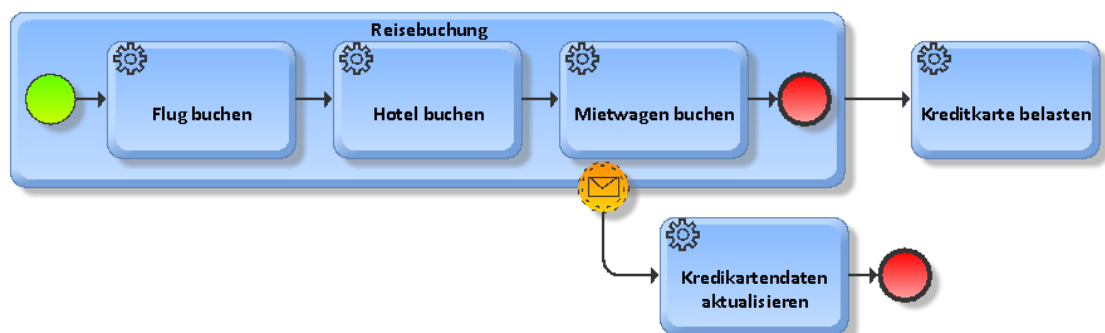 Reisebuchung
Flug buchen
Hotel buchen
Mietwagen buchen
Kreditkarte belasten
Kredikartendaten
aktualisieren